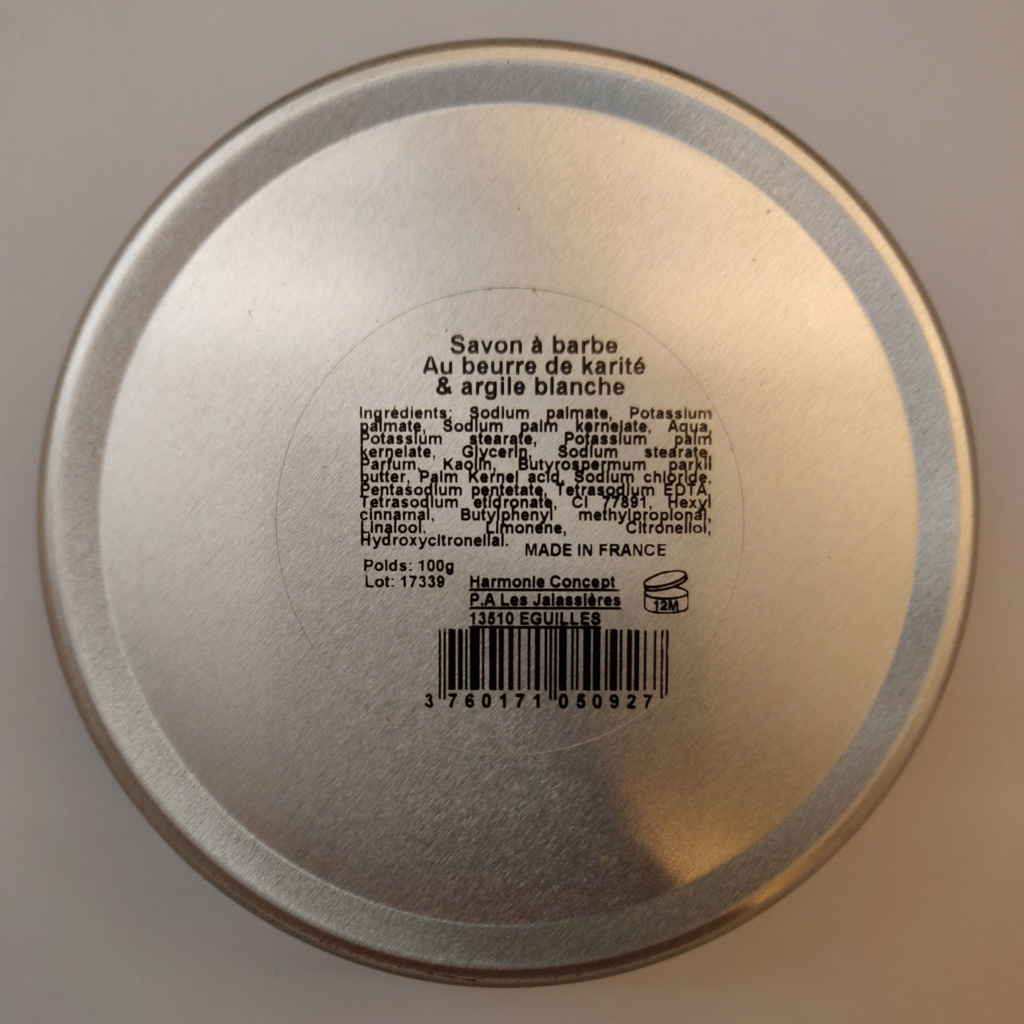 Savon à barbe
Au beurre de karité
& argile blanche
Ingrédients: Sodium palmate, Potassium
palmate, Sodium palm kernelate, Aqua,
Potassium stearate, Potassium palm
kernelate, Glycerin, Sodium stearate,
Parfum, Kaolin, Butyrospermum parkii
butter, Palm Kernel acid, Sodium chloride,
Pentasodium pentetate, Tetrasodium EDTA,
Tetrasodium etidronate, CI 77891, Hexyl
cinnamal, Butylphenyl methylpropional,
Linalool, Limonene, Citronellol,
Hydroxycitronellal. MADE IN FRANCE
Poids: 100g
Lot: 17339
Harmonie Concept
P.A Les Jalassières
13510 EGUILLES
12M
3 760171 050927